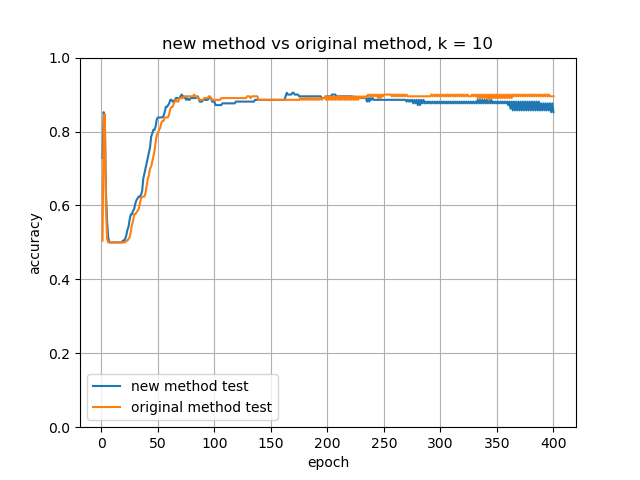 new method vs original method, k = 10
1.0
0.8
0.6
0.4
0.2
0.0
accuracy
new method test
original method test
0 50 100 150 200 250 300 350 400
epoch